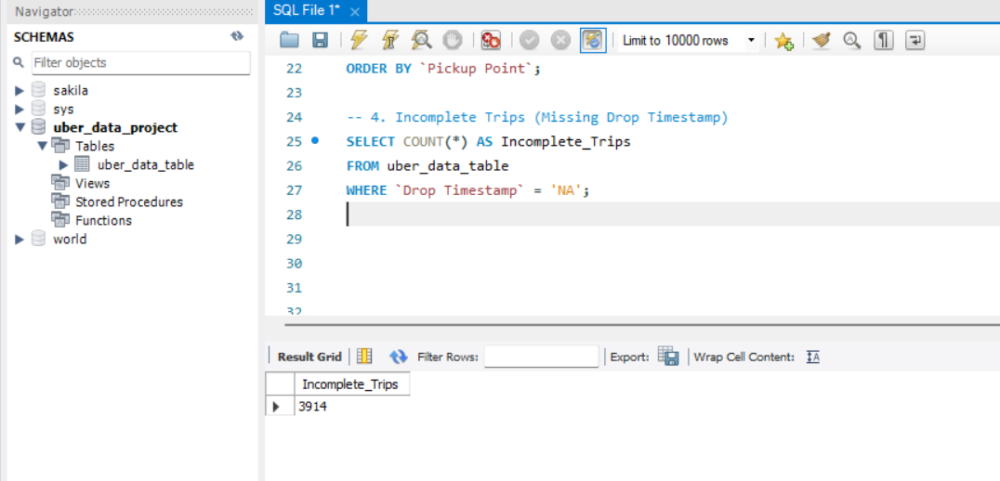 Navigator
SCHEMAS
Filter objects
sakila
sys
uber_data_project
Tables
uber_data_table
Views
Stored Procedures
Functions
world
SQL File 1*
Limit to 10000 rows
22 ORDER BY `Pickup Point`;
23
24 -- 4. Incomplete Trips (Missing Drop Timestamp)
25 SELECT COUNT(*) AS Incomplete_Trips
26 FROM uber_data_table
27 WHERE `Drop Timestamp` = 'NA';
28
29
30
31
32
Result Grid Filter Rows: Export: Wrap Cell Content:
Incomplete_Trips
3914